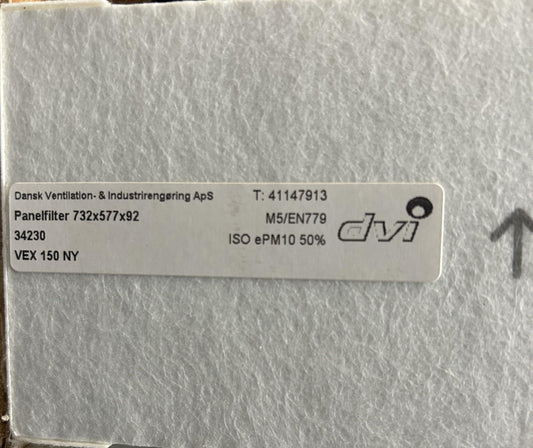 Dansk Ventilation- & Industrirengøring ApS T: 41147913
Panelfilter 732x577x92 M5/EN779
34230 ISO ePM10 50%
VEX 150 NY
dvi